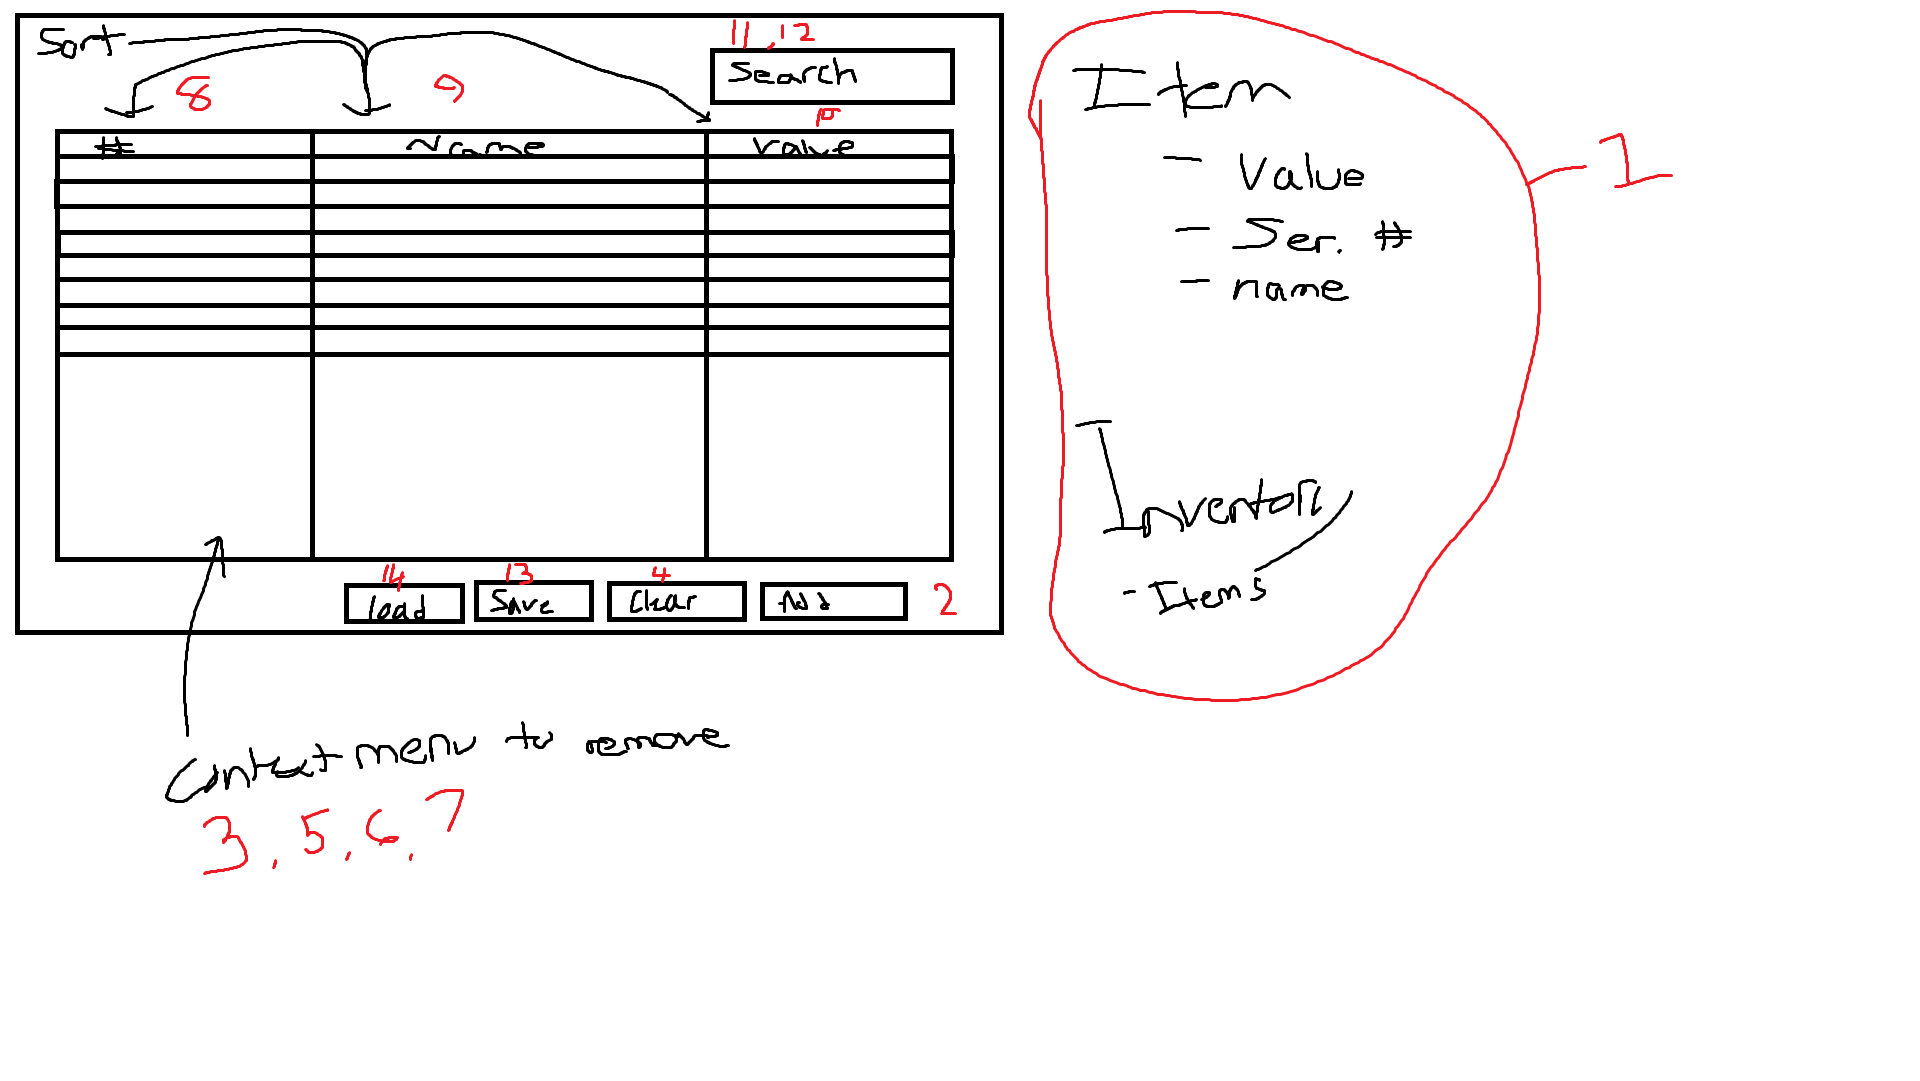 Sort
11,12
Search
8
9
10
# Name Value
14
13
4
load
Save
Clear
Add
2
Context menu to remove
3, 5, 6, 7
Item
- Value
- Ser. #
- name
Inventory
- Items
1